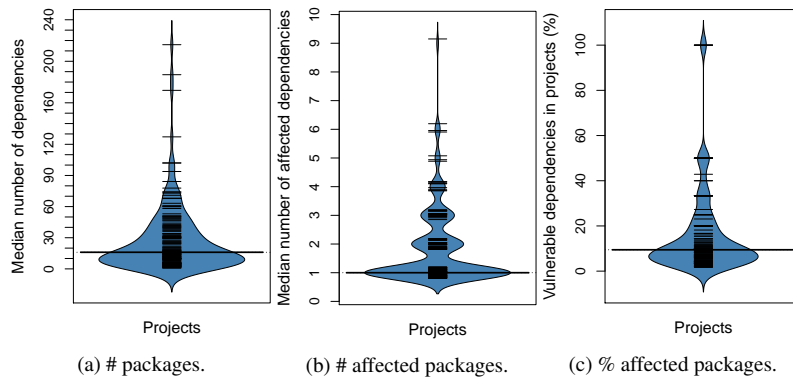 Median number of dependencies
240
200
160
120
90
60
30
0
Projects
(a) # packages.
Median number of affected dependencies
10
9
8
7
6
5
4
3
2
1
0
Projects
(b) # affected packages.
Vulnerable dependencies in projects (%)
100
80
60
40
20
0
Projects
(c) % affected packages.